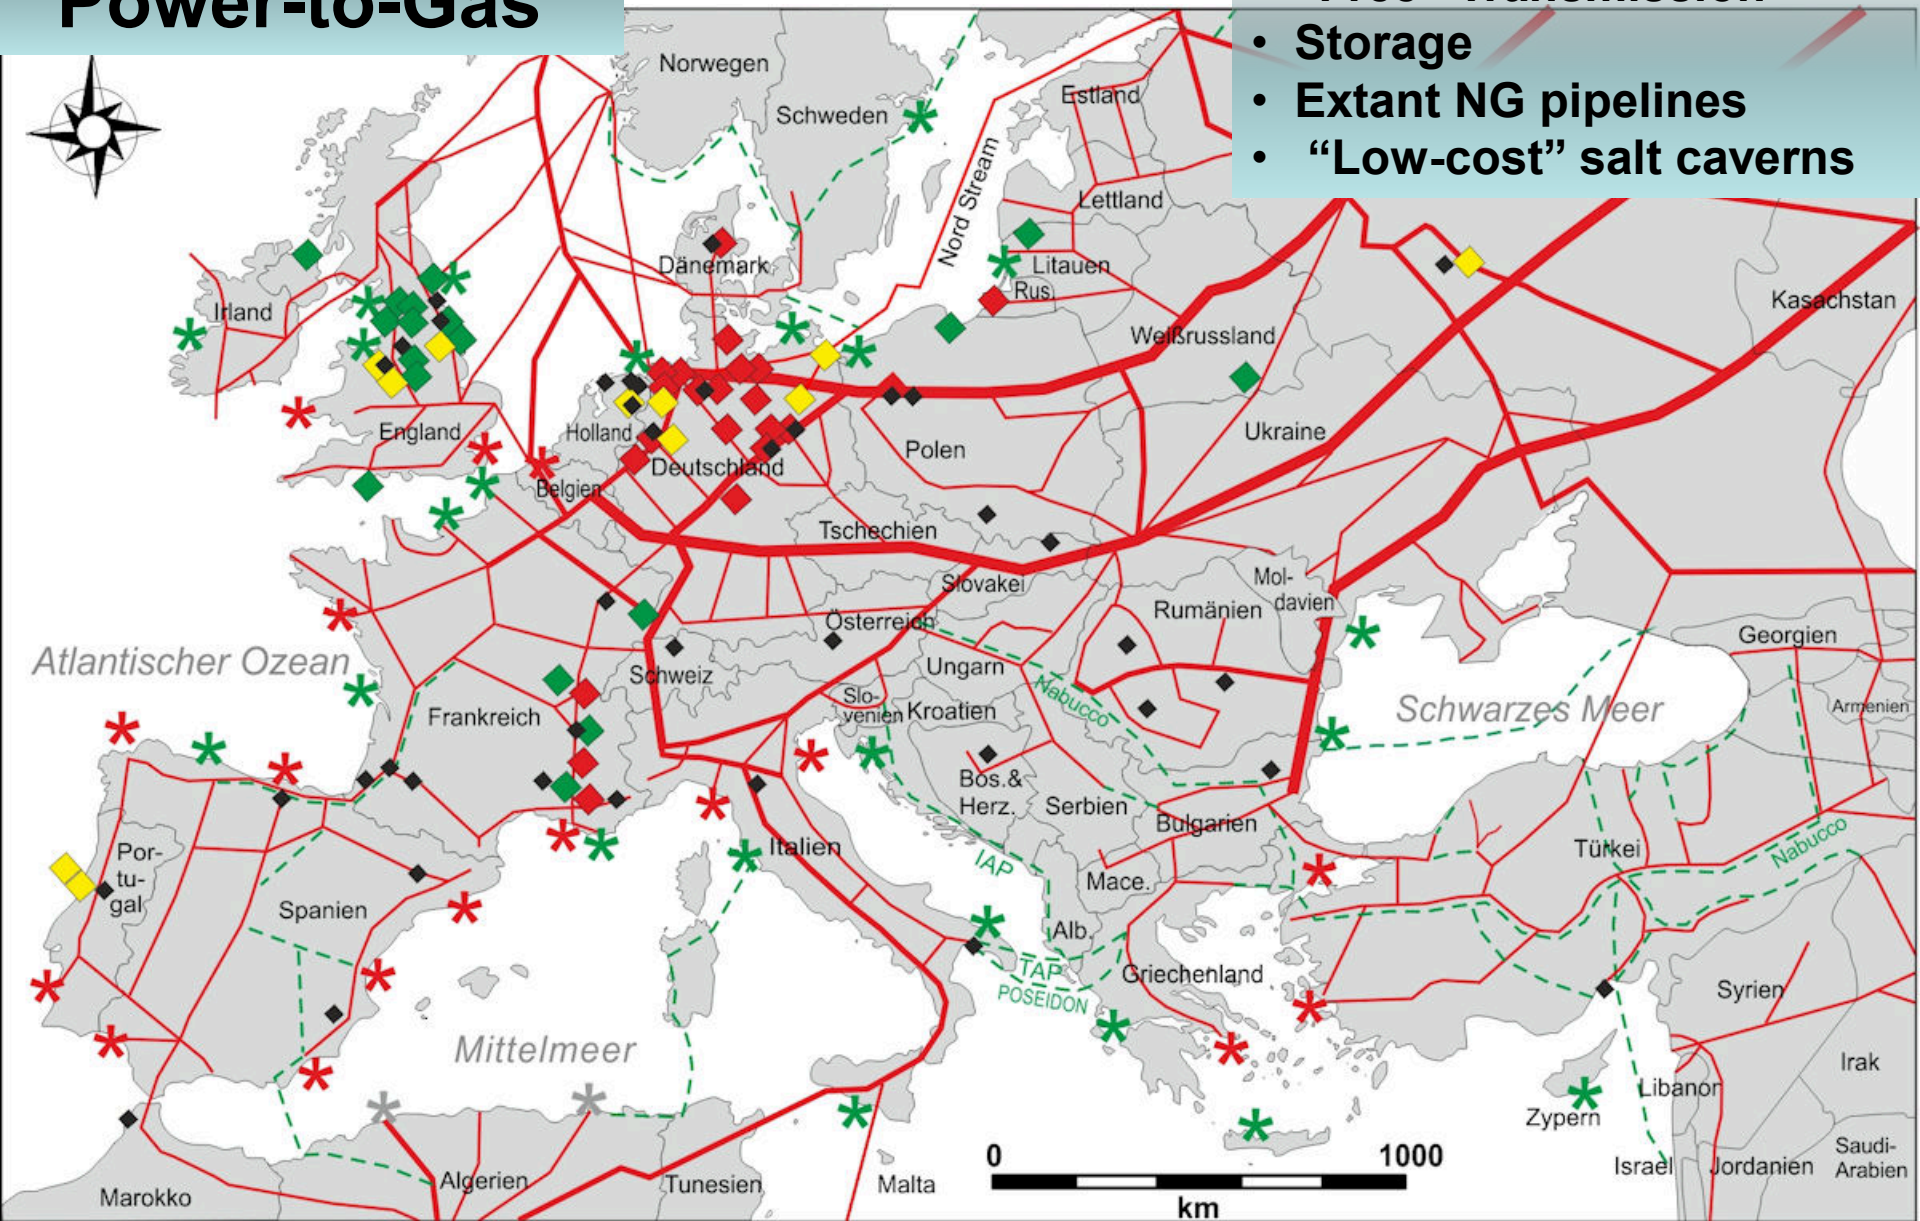 Power-to-Gas
Free Transmission
• Storage
• Extant NG pipelines
• “Low-cost” salt caverns
Norwegen
Schweden
Estland
Nord Stream
Lettland
Dänemark
Litauen
Rus.
Irland
Kasachstan
Weißrussland
England
Holland
Deutschland
Polen
Ukraine
Belgien
Tschechien
Slovakei
Mol-
davien
Rumänien
Österreich
Georgien
Atlantischer Ozean
Schweiz
Ungarn
Nabucco
Slo-
venien
Kroatien
Frankreich
Schwarzes Meer
Armenien
Bos.&
Herz.
Serbien
Bulgarien
Italien
Türkei
Nabucco
Por-
tu-
gal
IAP
Mace.
Spanien
Alb.
TAP
POSEIDON
Griechenland
Syrien
Mittelmeer
Irak
Libanon
Zypern
0
1000
km
Israel
Jordanien
Saudi-
Arabien
Marokko
Algerien
Tunesien
Malta